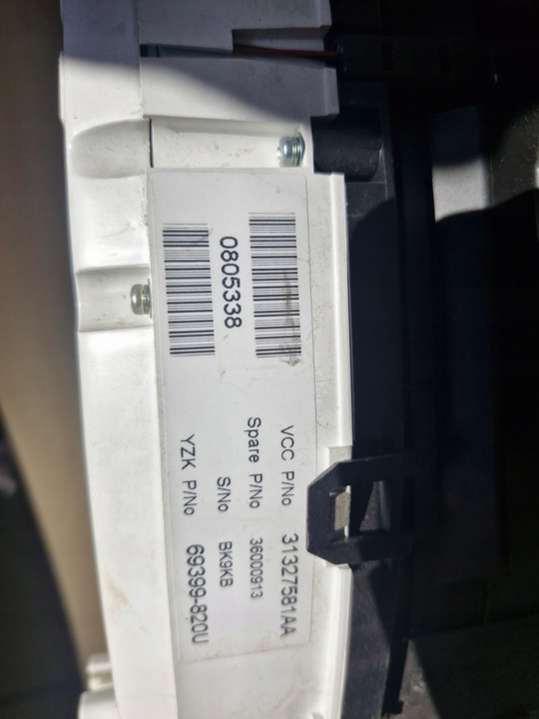 0805338
VCC P/No 31327581AA
Spare P/No 36000913
S/No BK9KB
YZK P/No 69399-820U